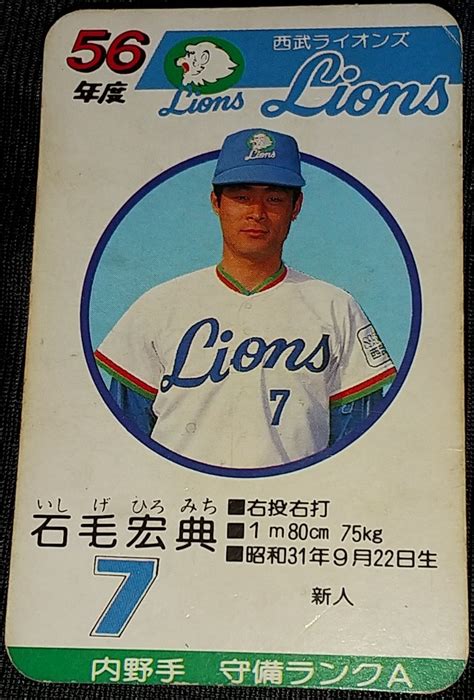 56
年度
西武ライオンズ
Lions
Lions
Lions
Lions
7
いしげひろみち
石毛宏典
7
■右投右打
■1m80cm 75kg
■昭和31年9月22日生
新人
内野手 守備ランクA